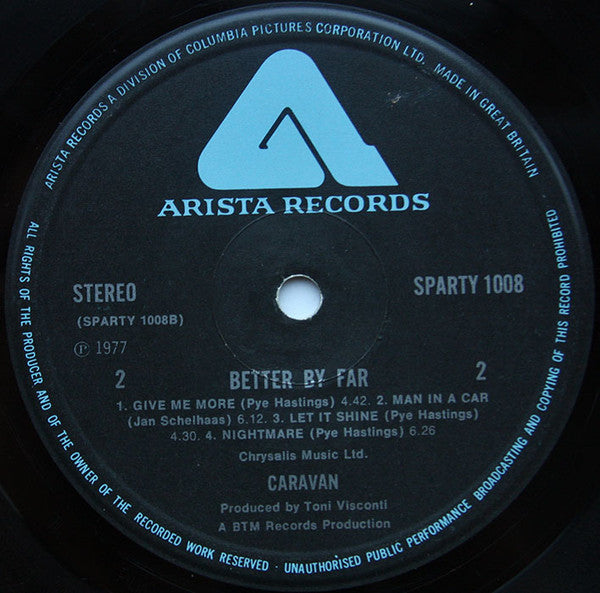 ARISTA RECORDS A DIVISION OF COLUMBIA PICTURES CORPORATION LTD. MADE IN GREAT BRITAIN
ARISTA RECORDS
STEREO
SPARTY 1008
(SPARTY 1008B)
℗ 1977
2 BETTER BY FAR 2
1. GIVE ME MORE (Pye Hastings) 4.42. 2. MAN IN A CAR
(Jan Schelhaas) 6.12. 3. LET IT SHINE (Pye Hastings)
4.30. 4. NIGHTMARE (Pye Hastings) 6.26
Chrysalis Music Ltd.
CARAVAN
Produced by Toni Visconti
A BTM Records Production
ALL RIGHTS OF THE PRODUCER AND OF THE OWNER OF THE RECORDED WORK RESERVED · UNAUTHORISED PUBLIC PERFORMANCE BROADCASTING AND COPYING OF THIS RECORD PROHIBITED